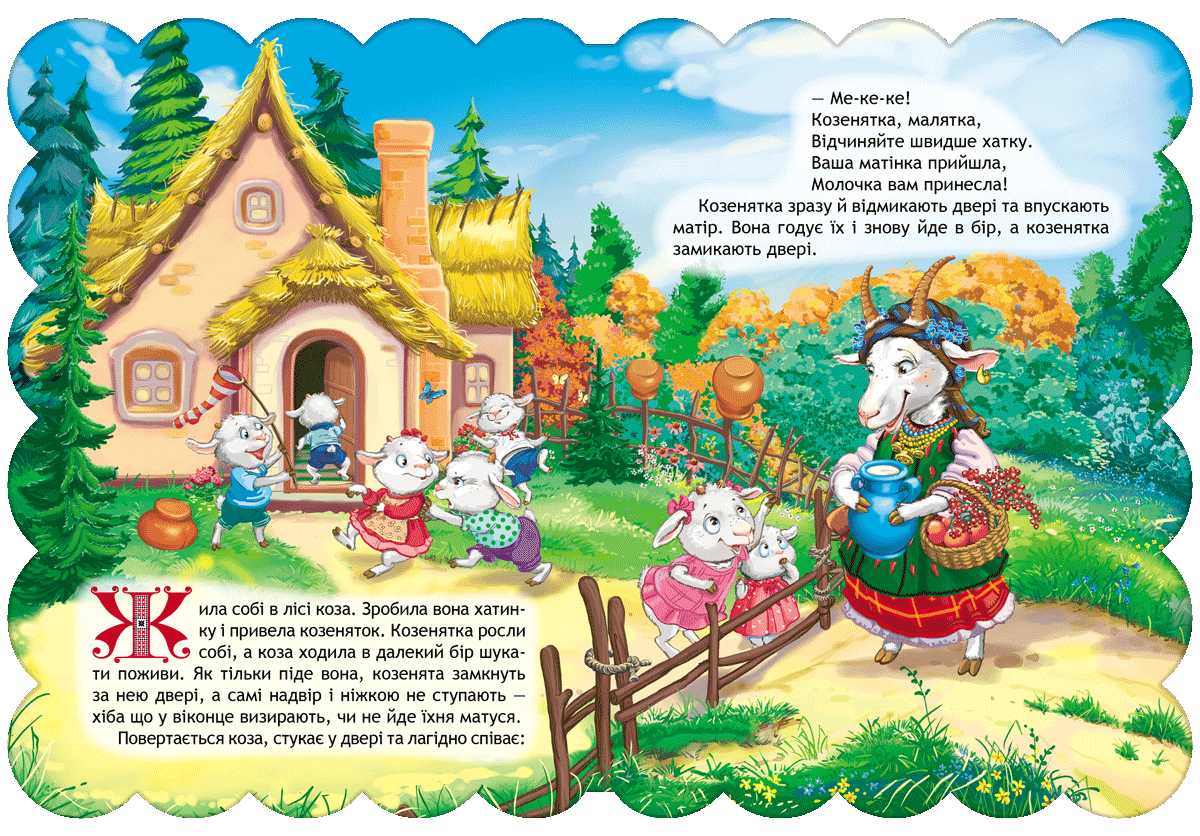 Жила собі в лісі коза. Зробила вона хатин-
ку і привела козеняток. Козенятка росли
собі, а коза ходила в далекий бір шука-
ти поживи. Як тільки піде вона, козенята замкнуть
за нею двері, а самі надвір і ніжкою не ступають —
хіба що у віконце визирають, чи не йде їхня матуся.
Повертається коза, стукає у двері та лагідно співає:
— Ме-ке-ке!
Козенятка, малятка,
Відчиняйте швидше хатку.
Ваша матінка прийшла,
Молочка вам принесла!
Козенятка зразу й відмикають двері та впускають
матір. Вона годує їх і знову йде в бір, а козенятка
замикають двері.